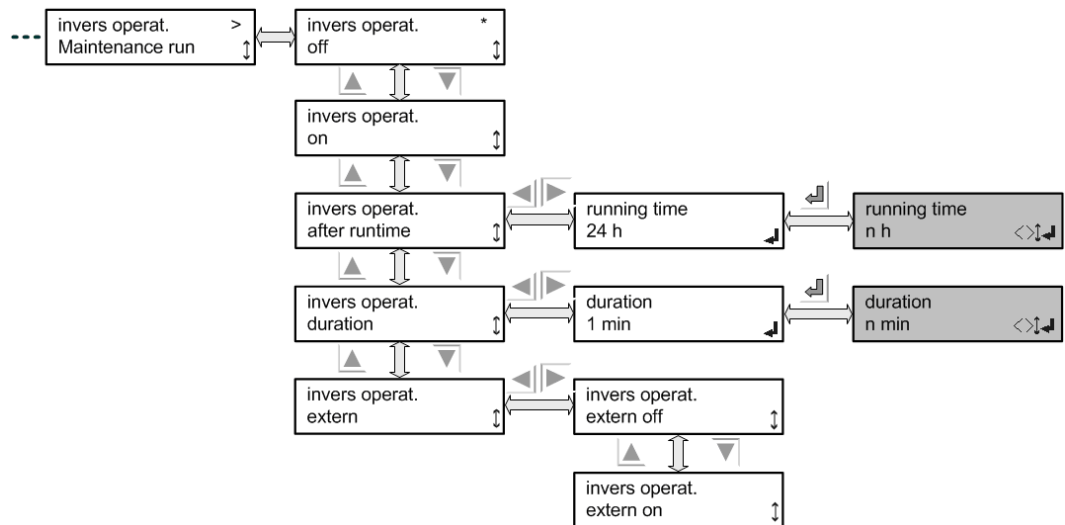 invers operat. >
Maintenance run
invers operat. *
off
invers operat.
on
invers operat.
after runtime
running time
24 h
running time
n h <>
invers operat.
duration
duration
1 min
duration
n min <>
invers operat.
extern
invers operat.
extern off
invers operat.
extern on